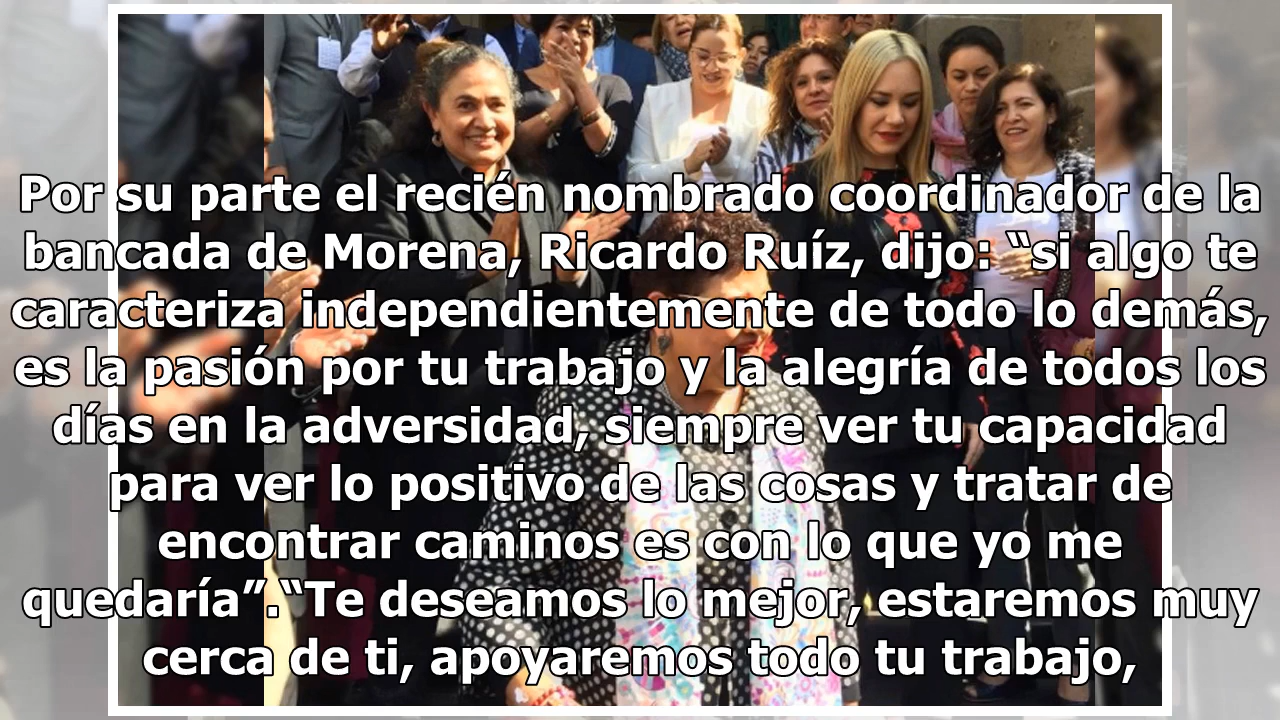 Por su parte el recién nombrado coordinador de la
bancada de Morena, Ricardo Ruíz, dijo: “si algo te
caracteriza independientemente de todo lo demás,
es la pasión por tu trabajo y la alegría de todos los
días en la adversidad, siempre ver tu capacidad
para ver lo positivo de las cosas y tratar de
encontrar caminos es con lo que yo me
quedaría”.“Te deseamos lo mejor, estaremos muy
cerca de ti, apoyaremos todo tu trabajo,